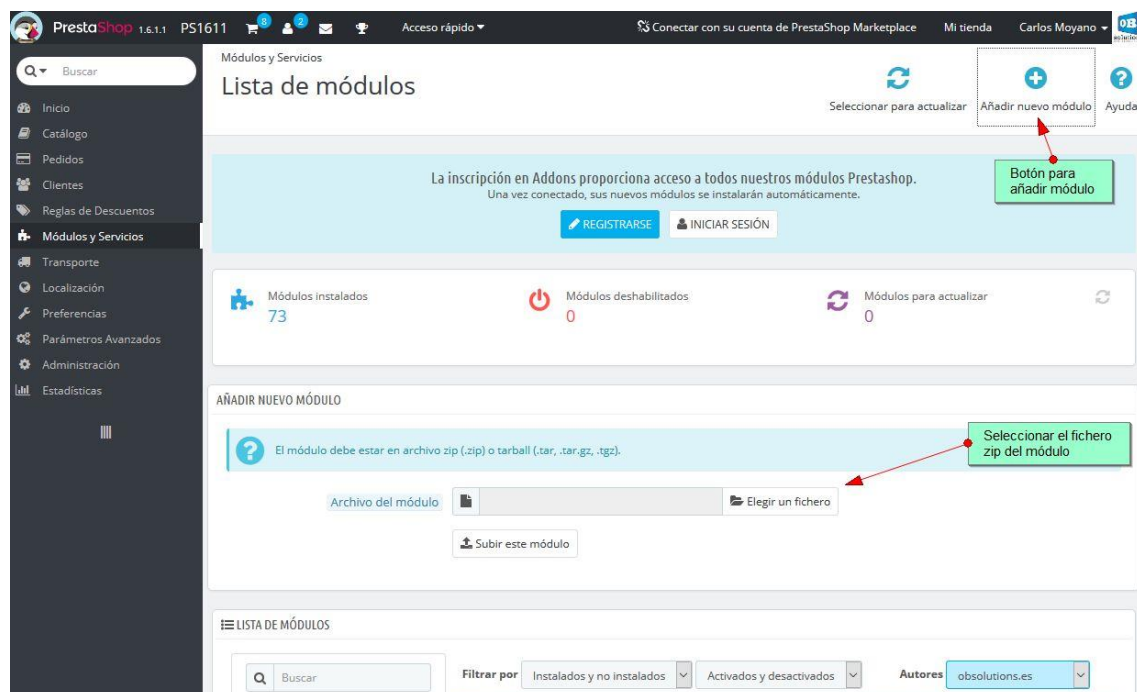 PrestaShop 1.6.1.1 PS1611 8 2 Acceso rápido Conectar con su cuenta de PrestaShop Marketplace Mi tienda Carlos Moyano
OB
Buscar
Inicio
Catálogo
Pedidos
Clientes
Reglas de Descuentos
Módulos y Servicios
Transporte
Localización
Preferencias
Parámetros Avanzados
Administración
Estadísticas
Módulos y Servicios
Lista de módulos
Seleccionar para actualizar
Añadir nuevo módulo
Ayuda
Botón para
añadir módulo
La inscripción en Addons proporciona acceso a todos nuestros módulos Prestashop.
Una vez conectado, sus nuevos módulos se instalarán automáticamente.
REGISTRARSE
INICIAR SESIÓN
Módulos instalados
73
Módulos deshabilitados
0
Módulos para actualizar
0
AÑADIR NUEVO MÓDULO
El módulo debe estar en archivo zip (.zip) o tarball (.tar, .tar.gz, .tgz).
Seleccionar el fichero
zip del módulo
Archivo del módulo
Elegir un fichero
Subir este módulo
LISTA DE MÓDULOS
Buscar
Filtrar por Instalados y no instalados Activados y desactivados Autores obsolutions.es